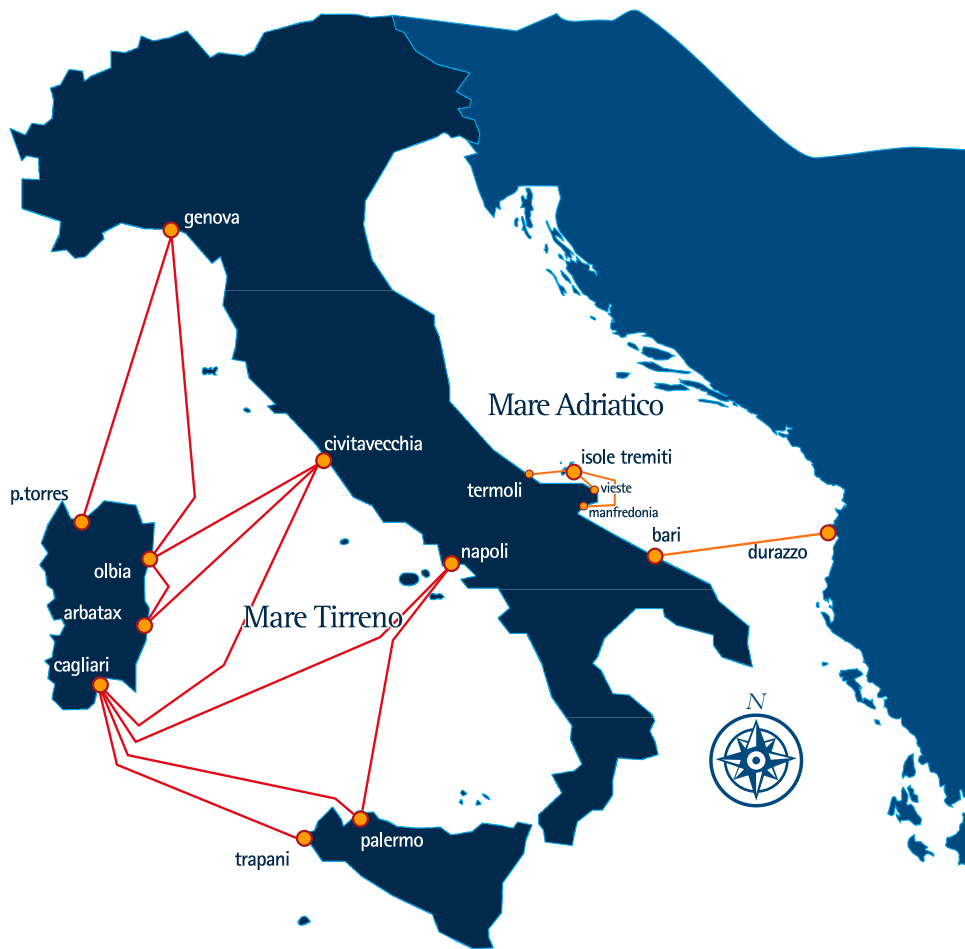 genova
Mare Adriatico
civitavecchia
isole tremiti
termoli
vieste
p.torres
manfredonia
bari
napoli
durazzo
olbia
arbatax
Mare Tirreno
cagliari
N
palermo
trapani